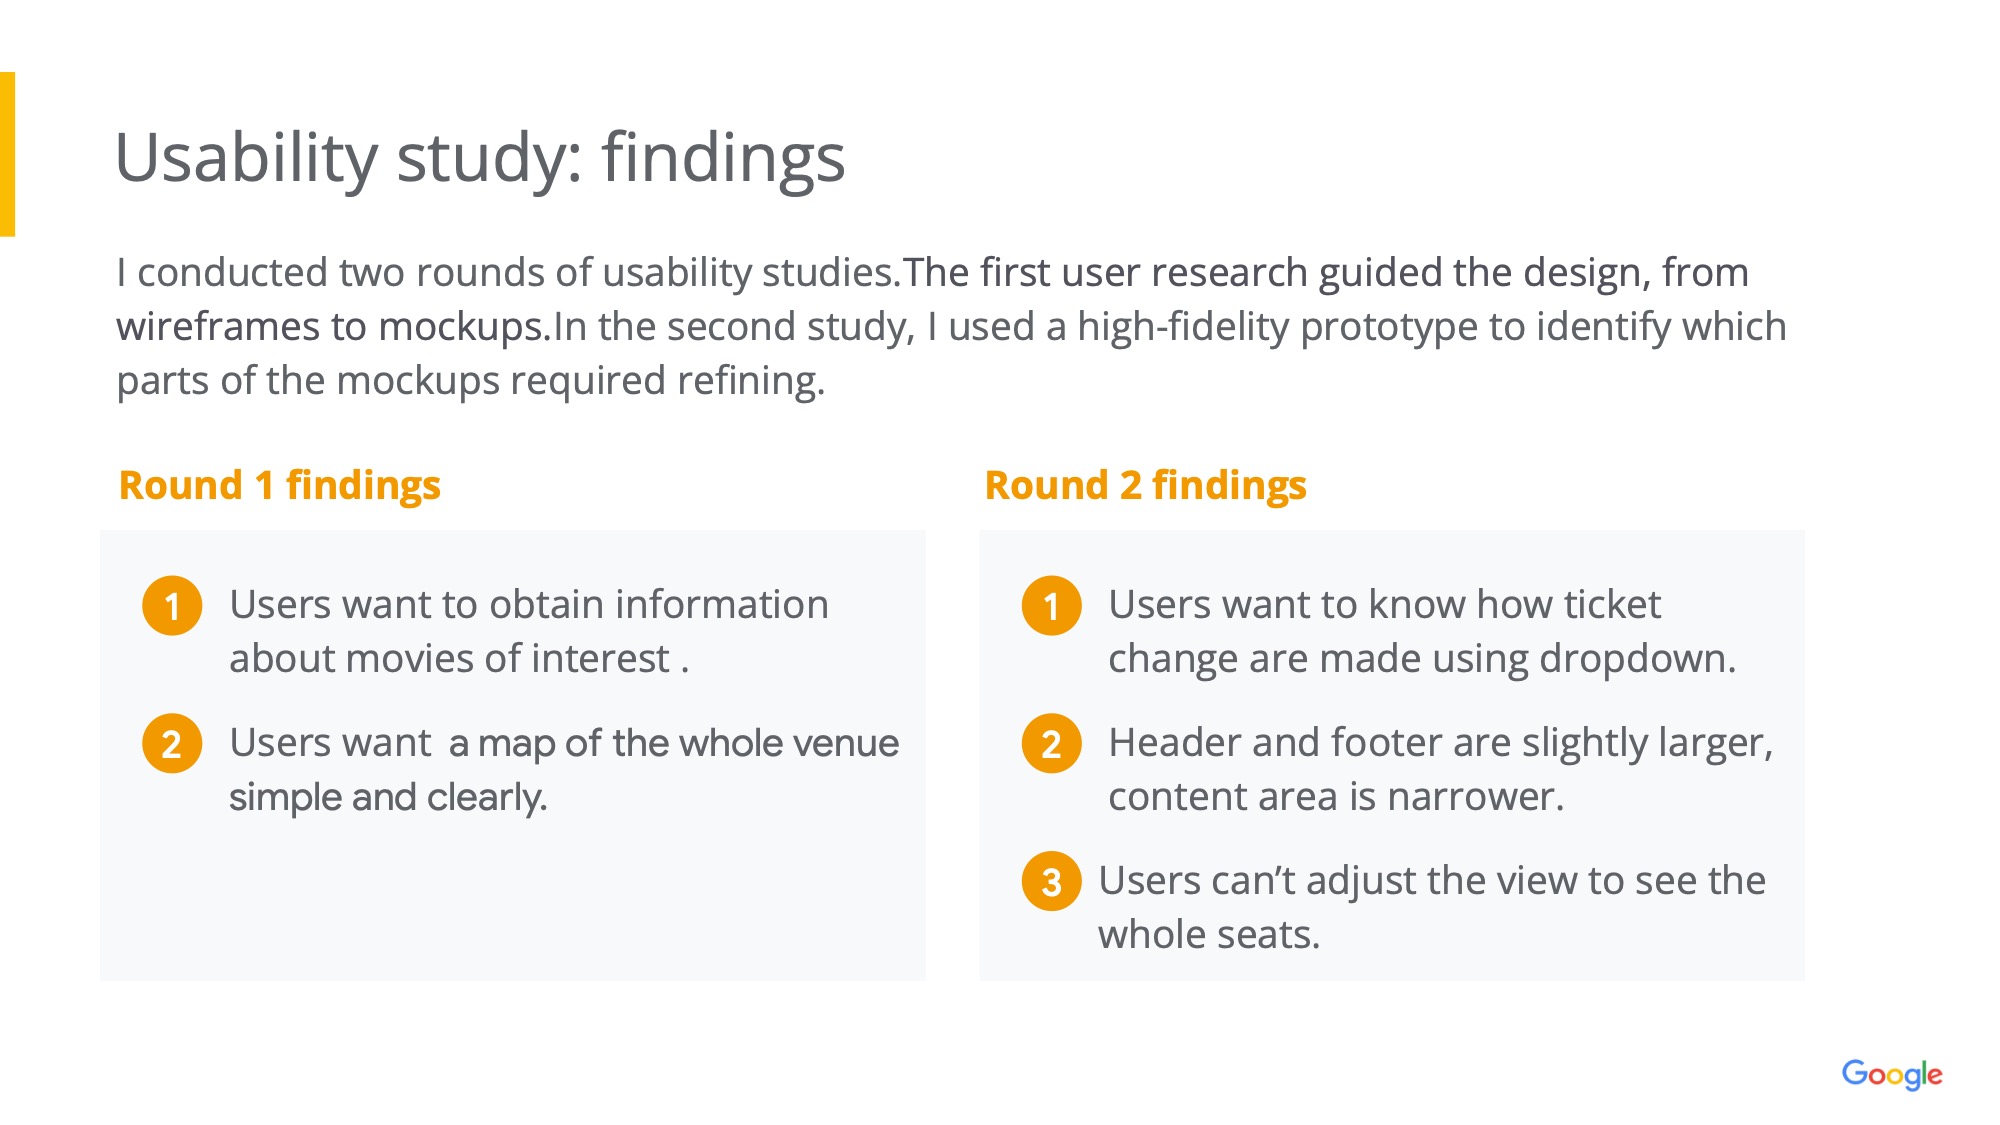 Usability study: findings
I conducted two rounds of usability studies.The first user research guided the design, from
wireframes to mockups.In the second study, I used a high-fidelity prototype to identify which
parts of the mockups required refining.
Round 1 findings
1 Users want to obtain information
about movies of interest .
2 Users want  a map of the whole venue
simple and clearly.
Round 2 findings
1 Users want to know how ticket
change are made using dropdown.
2 Header and footer are slightly larger,
content area is narrower.
3 Users can’t adjust the view to see the
whole seats.
Google